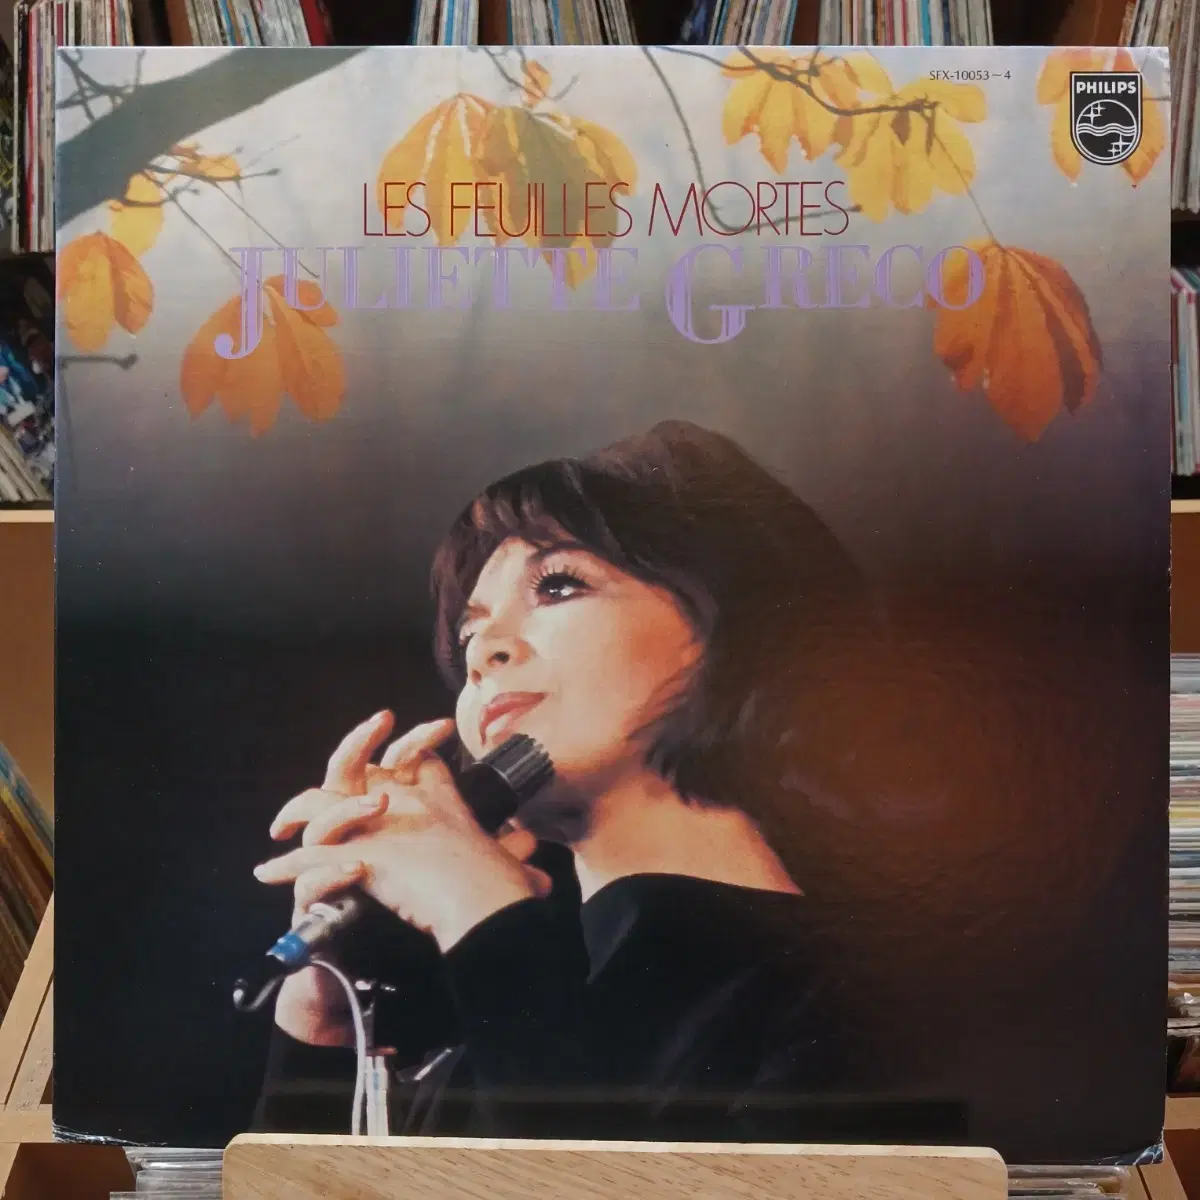 SFX-10053~4
PHILIPS
LES FEUILLES MORTES
JULIETTE GRECO